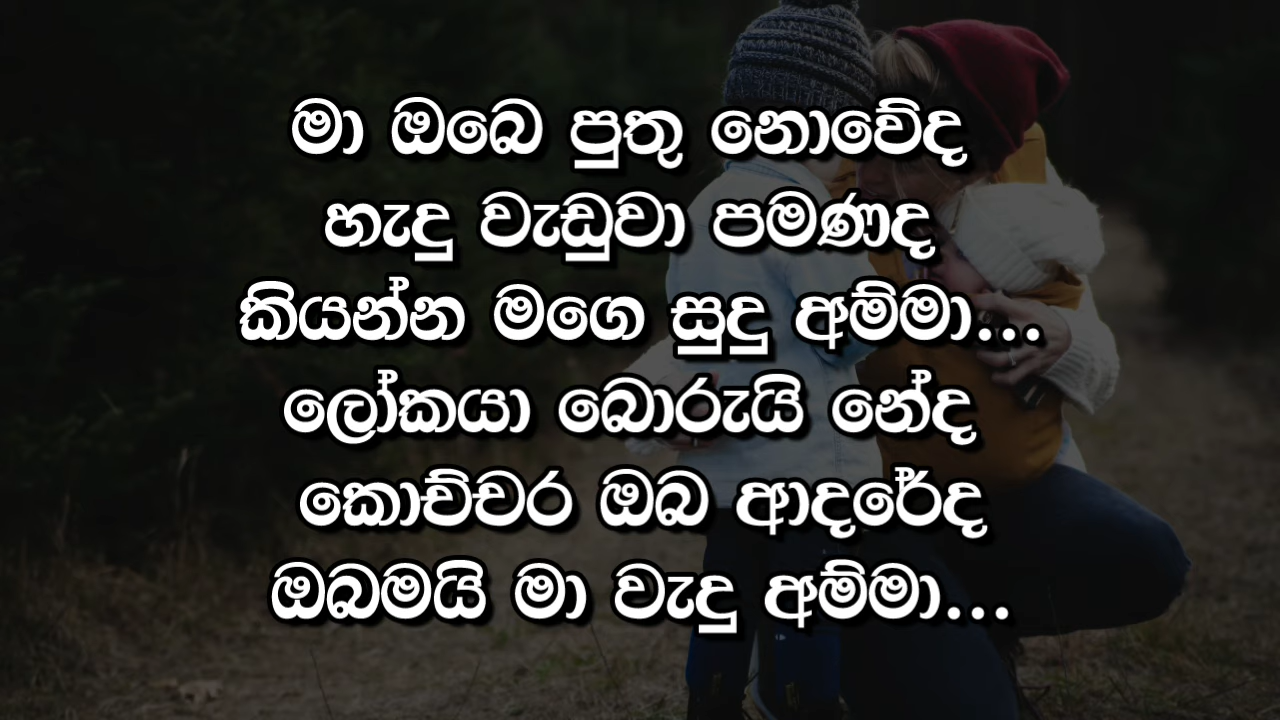 මා ඔබෙ පුතු නොවේද
හැදු වැඩුවා පමණද
කියන්න මගෙ සුදු අම්මා...
ලෝකයා බොරුයි නේද
කොච්චර ඔබ ආදරේද
ඔබමයි මා වැදු අම්මා...